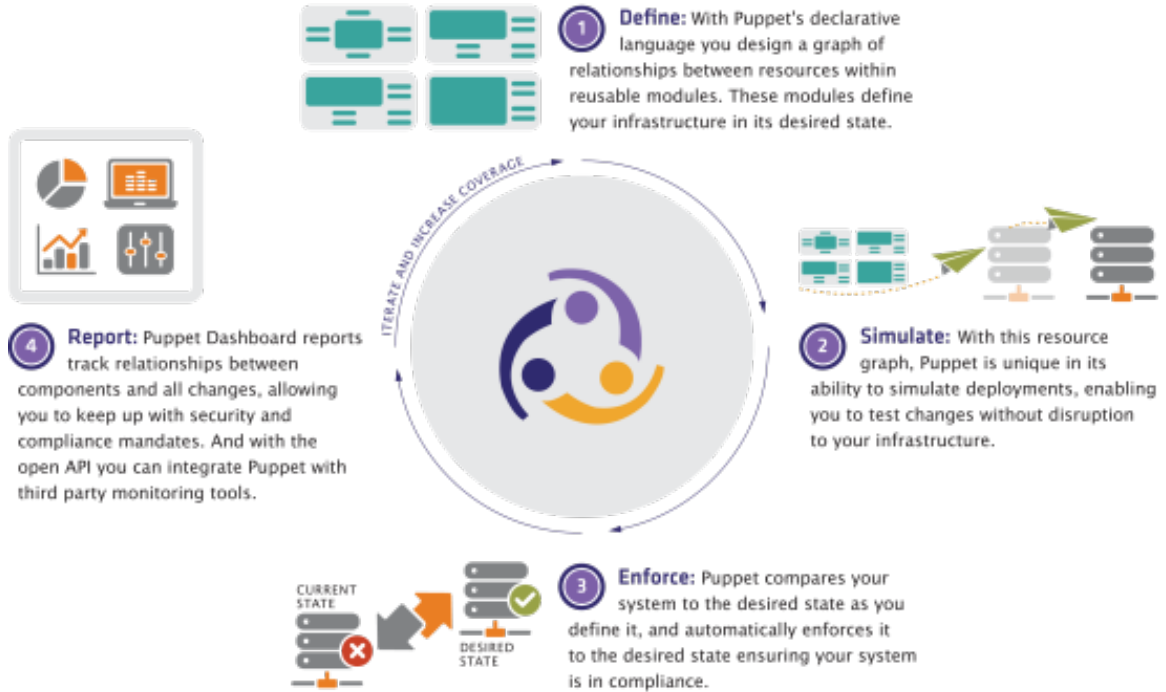 1
Define: With Puppet's declarative
language you design a graph of
relationships between resources within
reusable modules. These modules define
your infrastructure in its desired state.
ITERATE AND INCREASE COVERAGE
2
Simulate: With this resource
graph, Puppet is unique in its
ability to simulate deployments, enabling
you to test changes without disruption
to your infrastructure.
3
Enforce: Puppet compares your
system to the desired state as you
define it, and automatically enforces it
to the desired state ensuring your system
is in compliance.
CURRENT
STATE
DESIRED
STATE
4
Report: Puppet Dashboard reports
track relationships between
components and all changes, allowing
you to keep up with security and
compliance mandates. And with the
open API you can integrate Puppet with
third party monitoring tools.